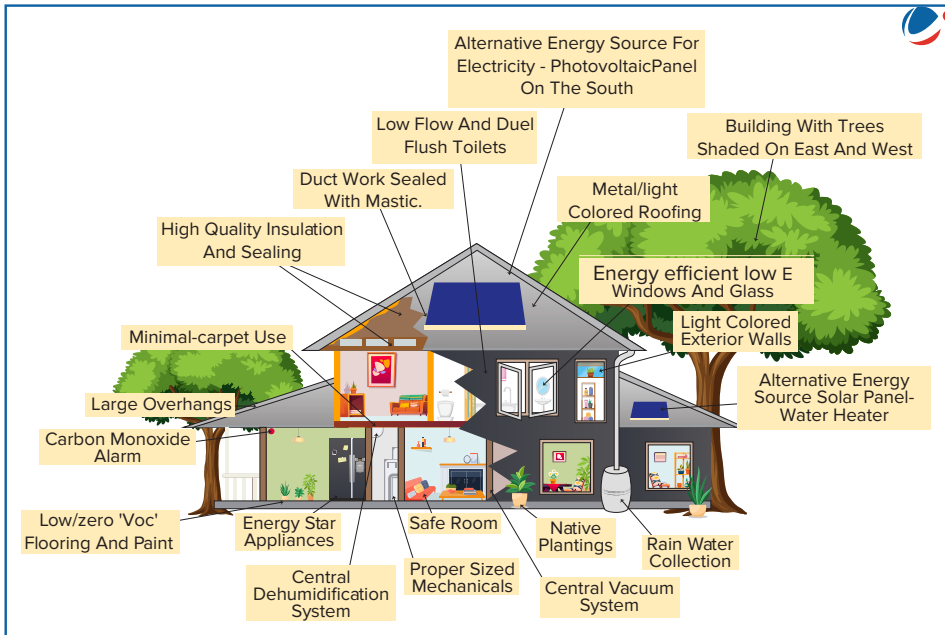 Alternative Energy Source For
Electricity - PhotovoltaicPanel
On The South
Low Flow And Duel
Flush Toilets
Building With Trees
Shaded On East And West
Duct Work Sealed
With Mastic.
Metal/light
Colored Roofing
High Quality Insulation
And Sealing
Energy efficient low E
Windows And Glass
Minimal-carpet Use
Light Colored
Exterior Walls
Large Overhangs
Alternative Energy
Source Solar Panel-
Water Heater
Carbon Monoxide
Alarm
Low/zero 'Voc'
Flooring And Paint
Energy Star
Appliances
Safe Room
Native
Plantings
Rain Water
Collection
Central
Dehumidification
System
Proper Sized
Mechanicals
Central Vacuum
System